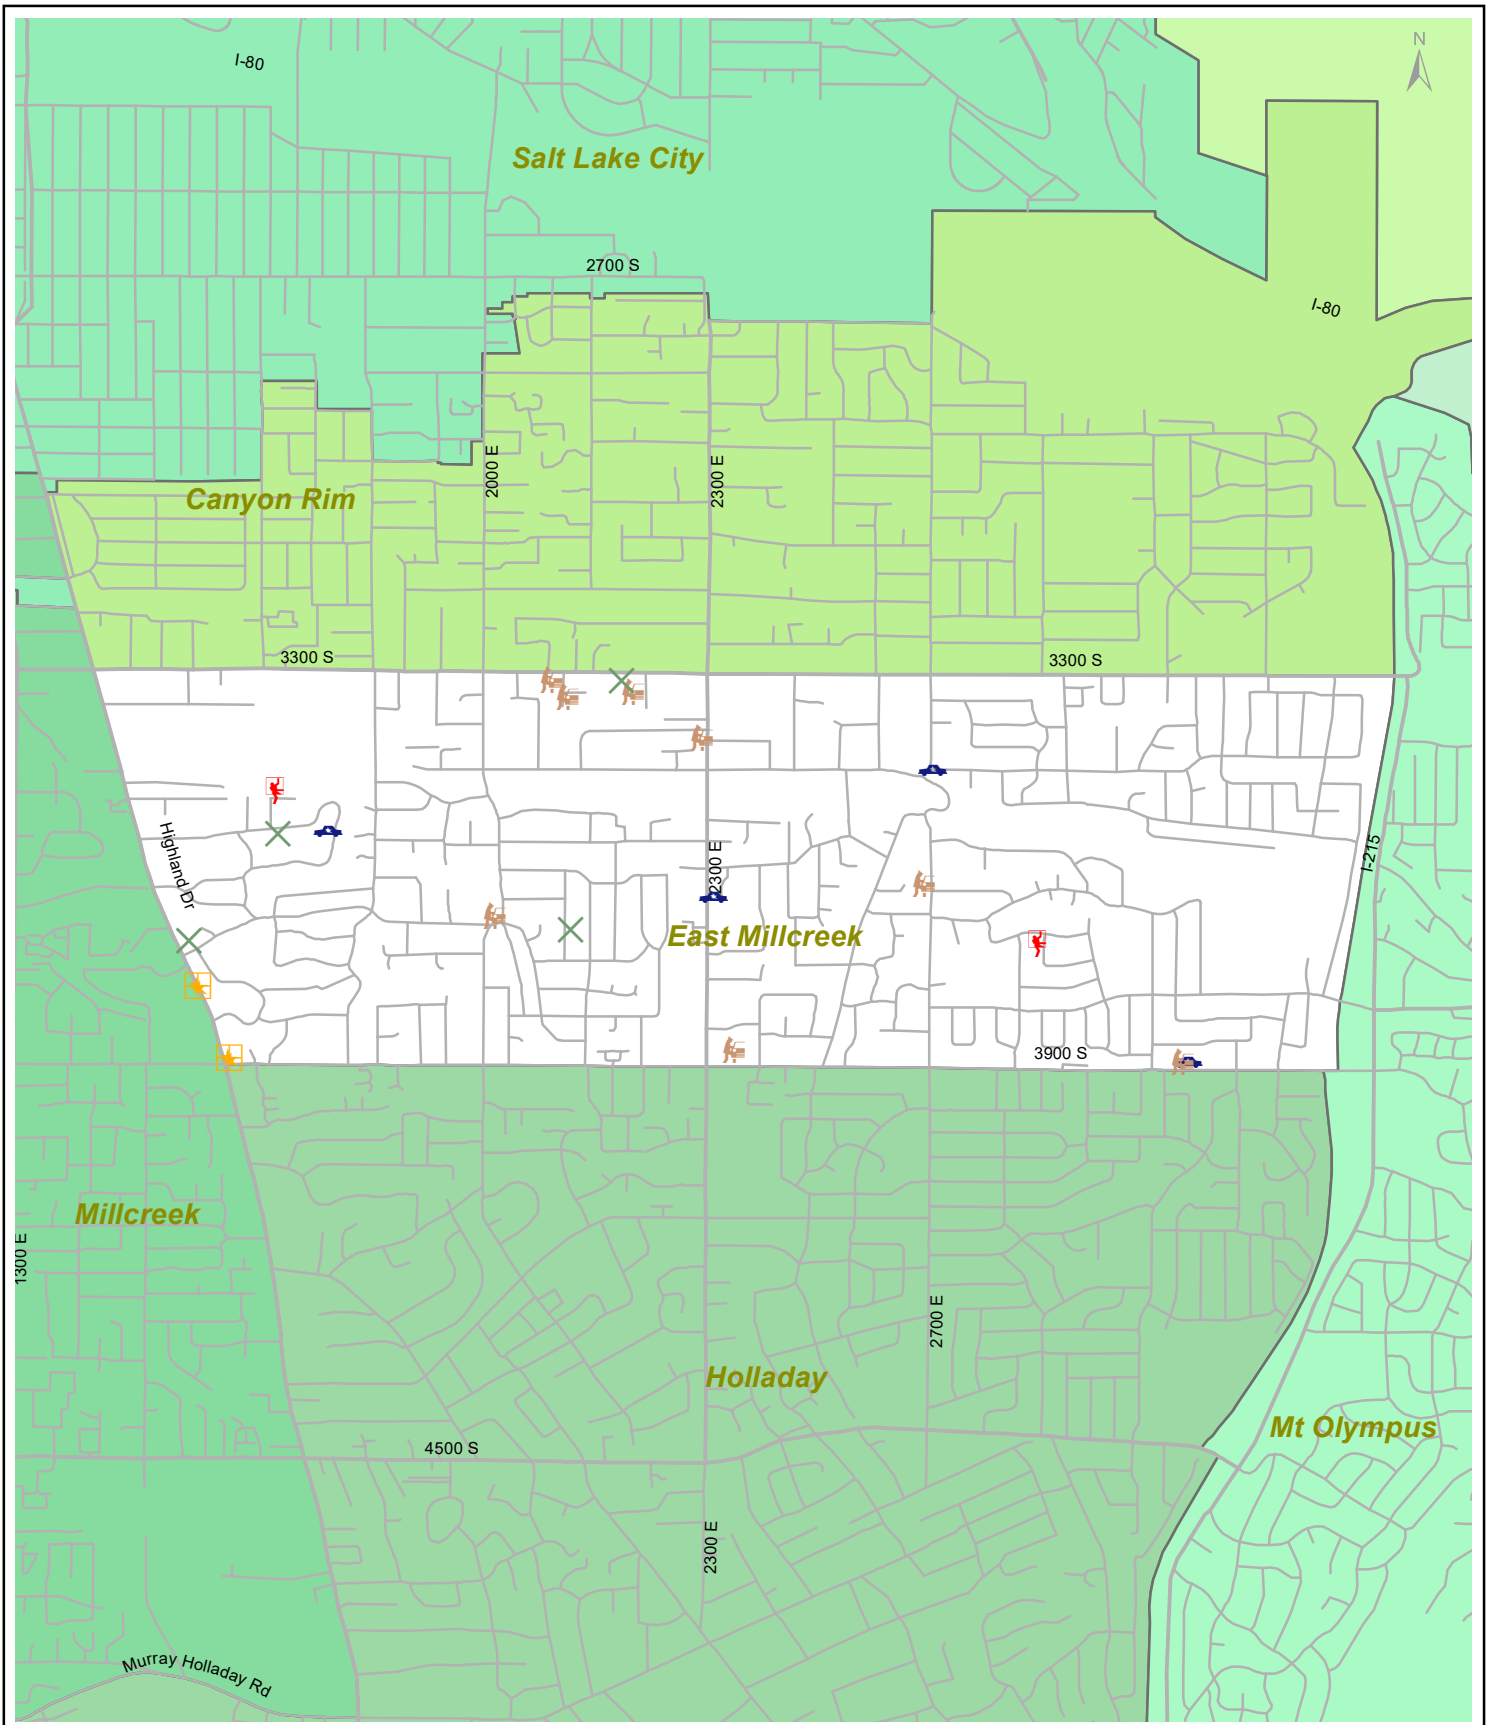 N
I-80
Salt Lake City
2700 S
I-80
2000 E
2300 E
Canyon Rim
3300 S
3300 S
Highland Dr
2300 E
I-215
East Millcreek
3900 S
Millcreek
1300 E
2700 E
Holladay
Mt Olympus
4500 S
2300 E
Murray Holladay Rd